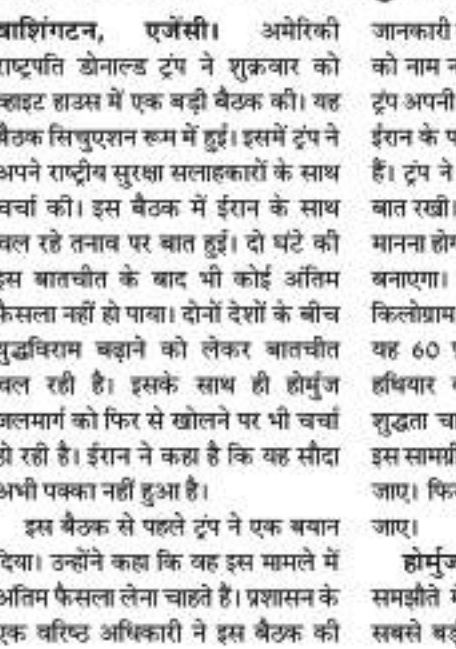 वाशिंगटन, एजेंसी। अमेरिकी
राष्ट्रपति डोनाल्ड ट्रंप ने शुक्रवार को
व्हाइट हाउस में एक बड़ी बैठक की। यह
बैठक सिचुएशन रूम में हुई। इसमें ट्रंप ने
अपने राष्ट्रीय सुरक्षा सलाहकारों के साथ
चर्चा की। इस बैठक में ईरान के साथ
चल रहे तनाव पर बात हुई। दो घंटे की
इस बातचीत के बाद भी कोई अंतिम
फैसला नहीं हो पाया। दोनों देशों के बीच
युद्धविराम बढ़ाने को लेकर बातचीत
चल रही है। इसके साथ ही होर्मुज
जलमार्ग को फिर से खोलने पर भी चर्चा
हो रही है। ईरान ने कहा है कि यह सौदा
अभी पक्का नहीं हुआ है।
इस बैठक से पहले ट्रंप ने एक बयान
दिया। उन्होंने कहा कि वह इस मामले में
अंतिम फैसला लेना चाहते हैं। प्रशासन के
एक वरिष्ठ अधिकारी ने इस बैठक की
जानकारी
को नाम
ट्रंप अपनी
ईरान के
हैं। ट्रंप ने
बात रखी।
मानना
बनाएगा।
किलोग्राम
यह 60
हथियार
शुद्धता
इस सामग्री
जाए।
जाए।
होर्मुज
समझौते
सबसे